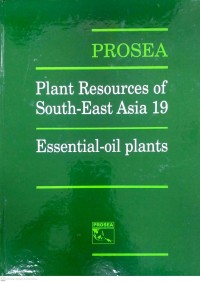 PROSEA
Plant Resources of
South-East Asia 19
Essential-oil plants
PROSEA